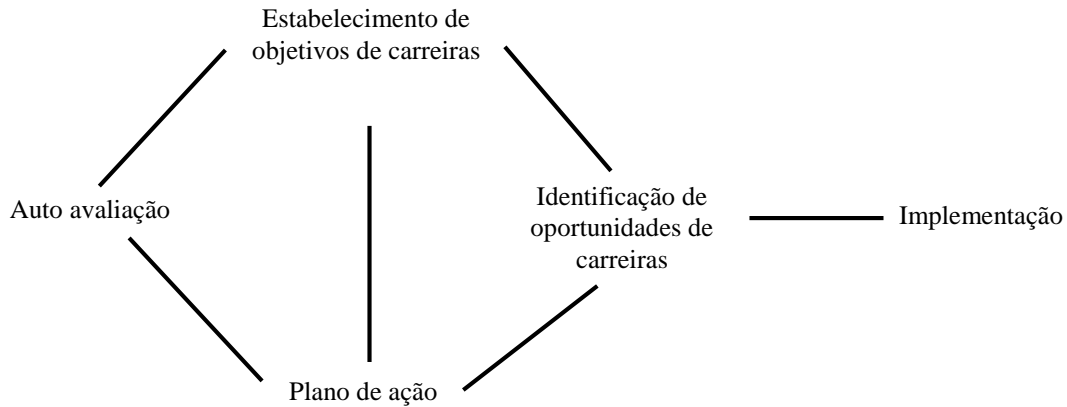 Estabelecimento de
objetivos de carreiras
Auto avaliação
Identificação de
oportunidades de
carreiras
Implementação
Plano de ação